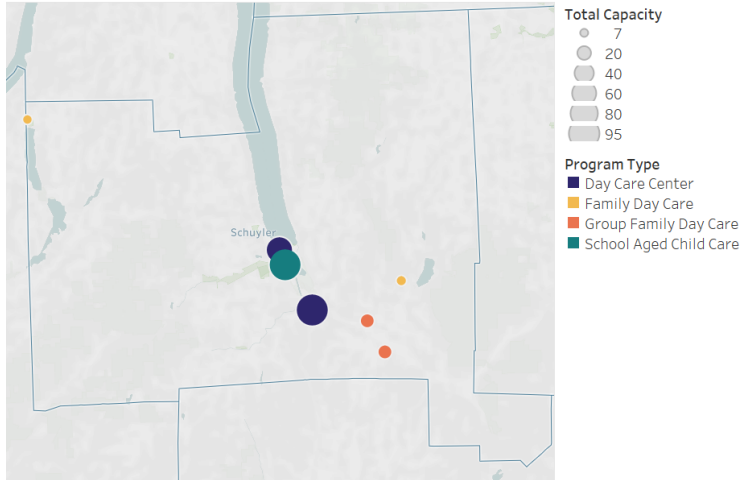 Total Capacity
7
20
40
60
80
95
Program Type
Day Care Center
Family Day Care
Group Family Day Care
School Aged Child Care
Schuyler